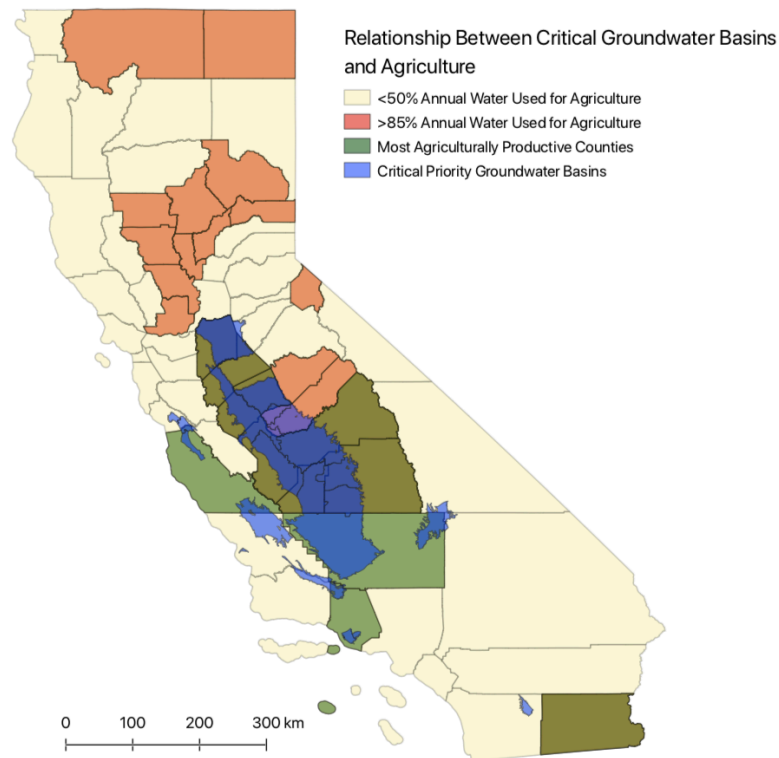 Relationship Between Critical Groundwater Basins
and Agriculture
<50% Annual Water Used for Agriculture
>85% Annual Water Used for Agriculture
Most Agriculturally Productive Counties
Critical Priority Groundwater Basins
0 100 200 300 km